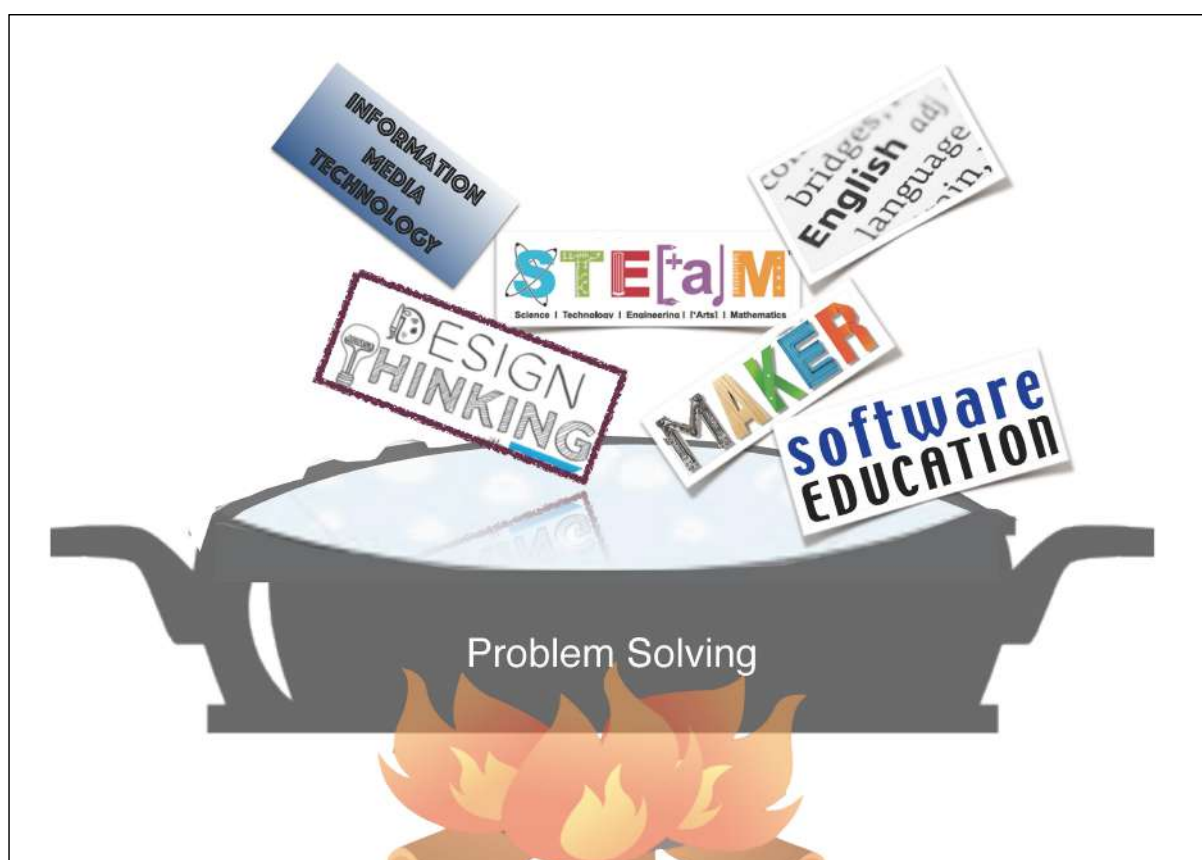 INFORMATION
MEDIA
TECHNOLOGY
bridges,
English adj
language
STE[+a]M
Science | Technology | Engineering | [+Arts] | Mathematics
DESIGN
THINKING
MAKER
software
EDUCATION
Problem Solving